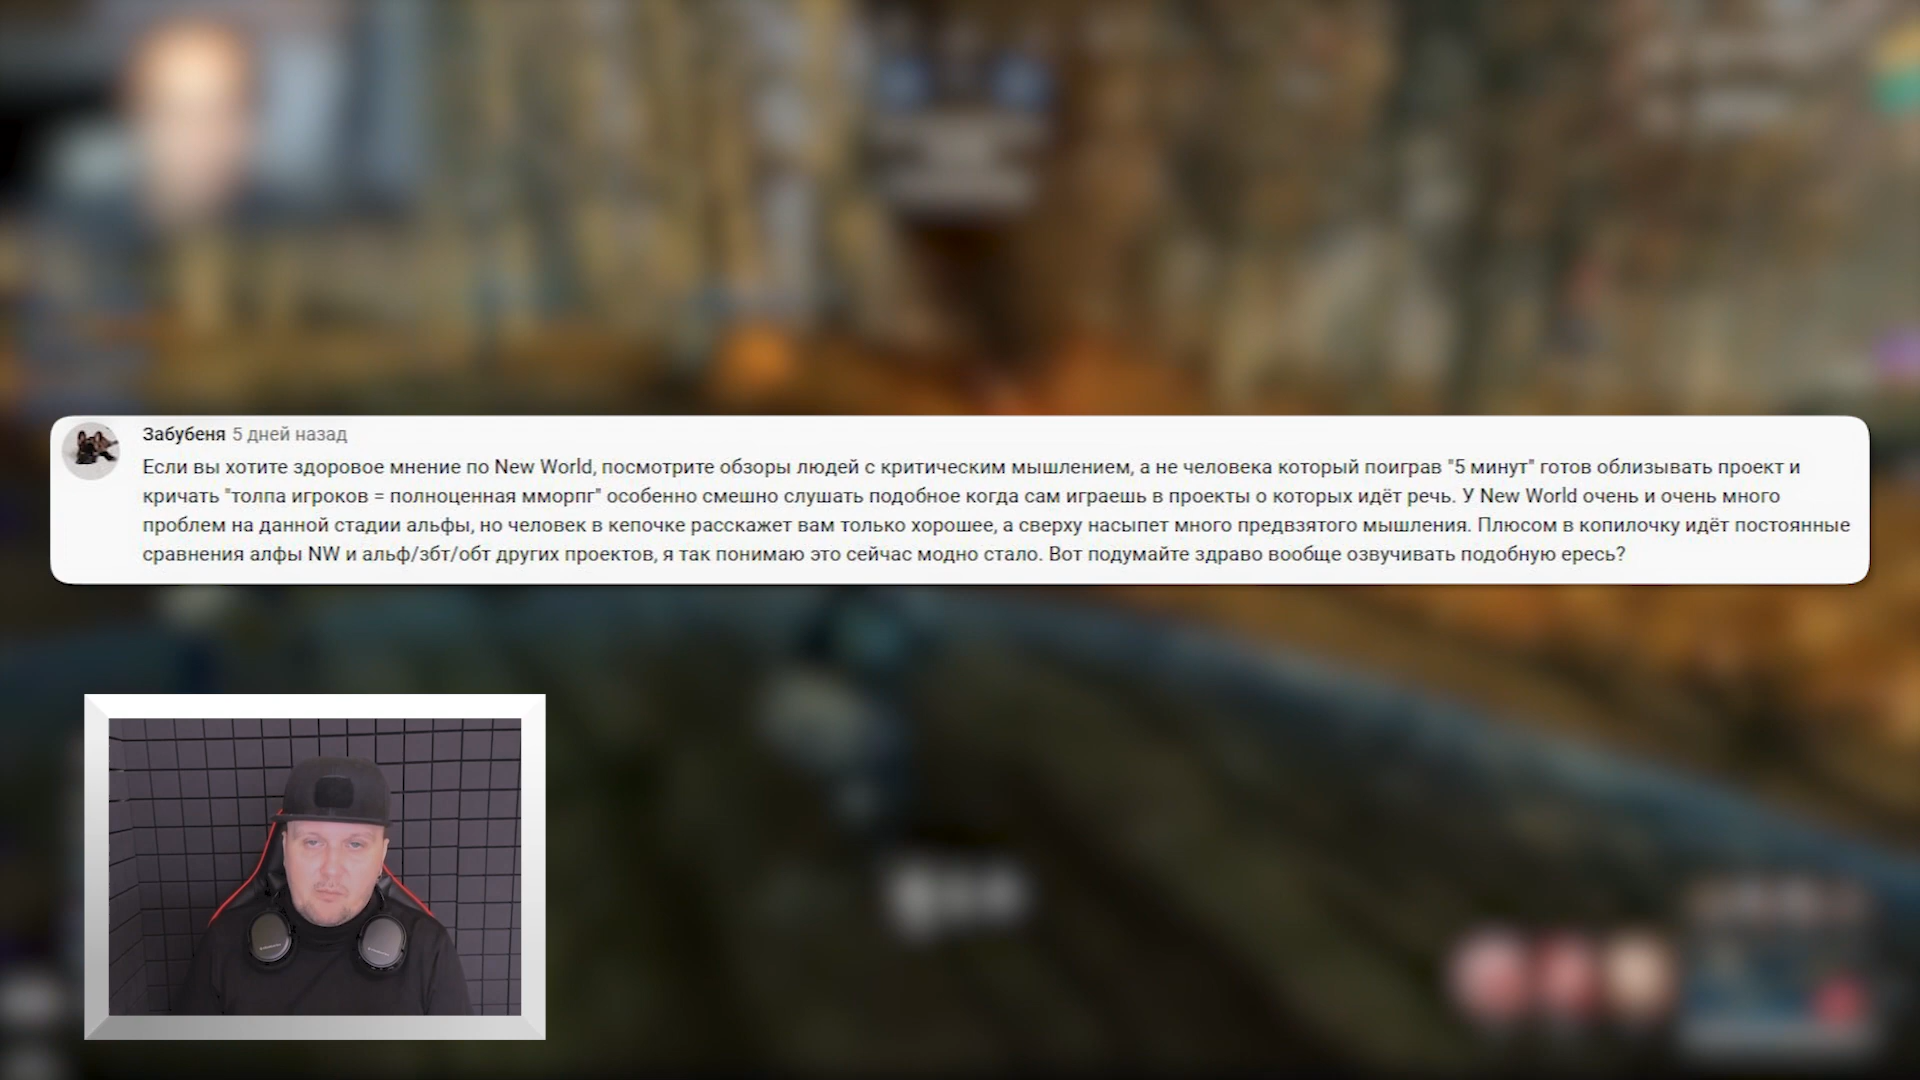 Забубеня 5 дней назад
Если вы хотите здоровое мнение по New World, посмотрите обзоры людей с критическим мышлением, а не человека который поиграв "5 минут" готов облизывать проект и
кричать "толпа игроков = полноценная мморпг" особенно смешно слушать подобное когда сам играешь в проекты о которых идёт речь. У New World очень и очень много
проблем на данной стадии альфы, но человек в кепочке расскажет вам только хорошее, а сверху насыпет много предвзятого мышления. Плюсом в копилочку идёт постоянные
сравнения алфы NW и альф/збт/обт других проектов, я так понимаю это сейчас модно стало. Вот подумайте здраво вообще озвучивать подобную ересь?